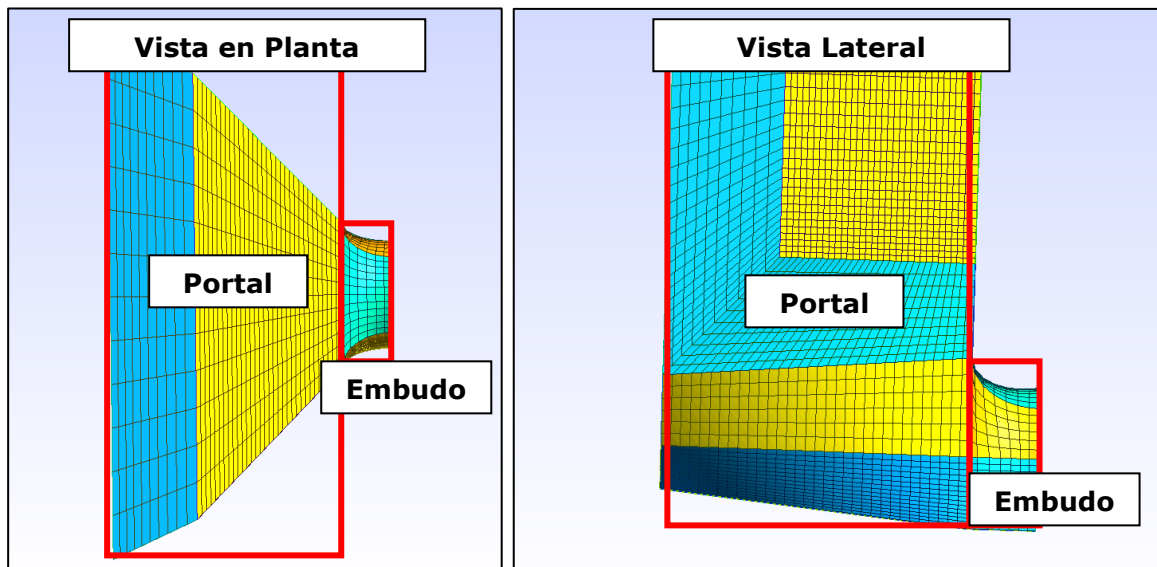 Vista en Planta
Portal
Embudo
Vista Lateral
Portal
Embudo